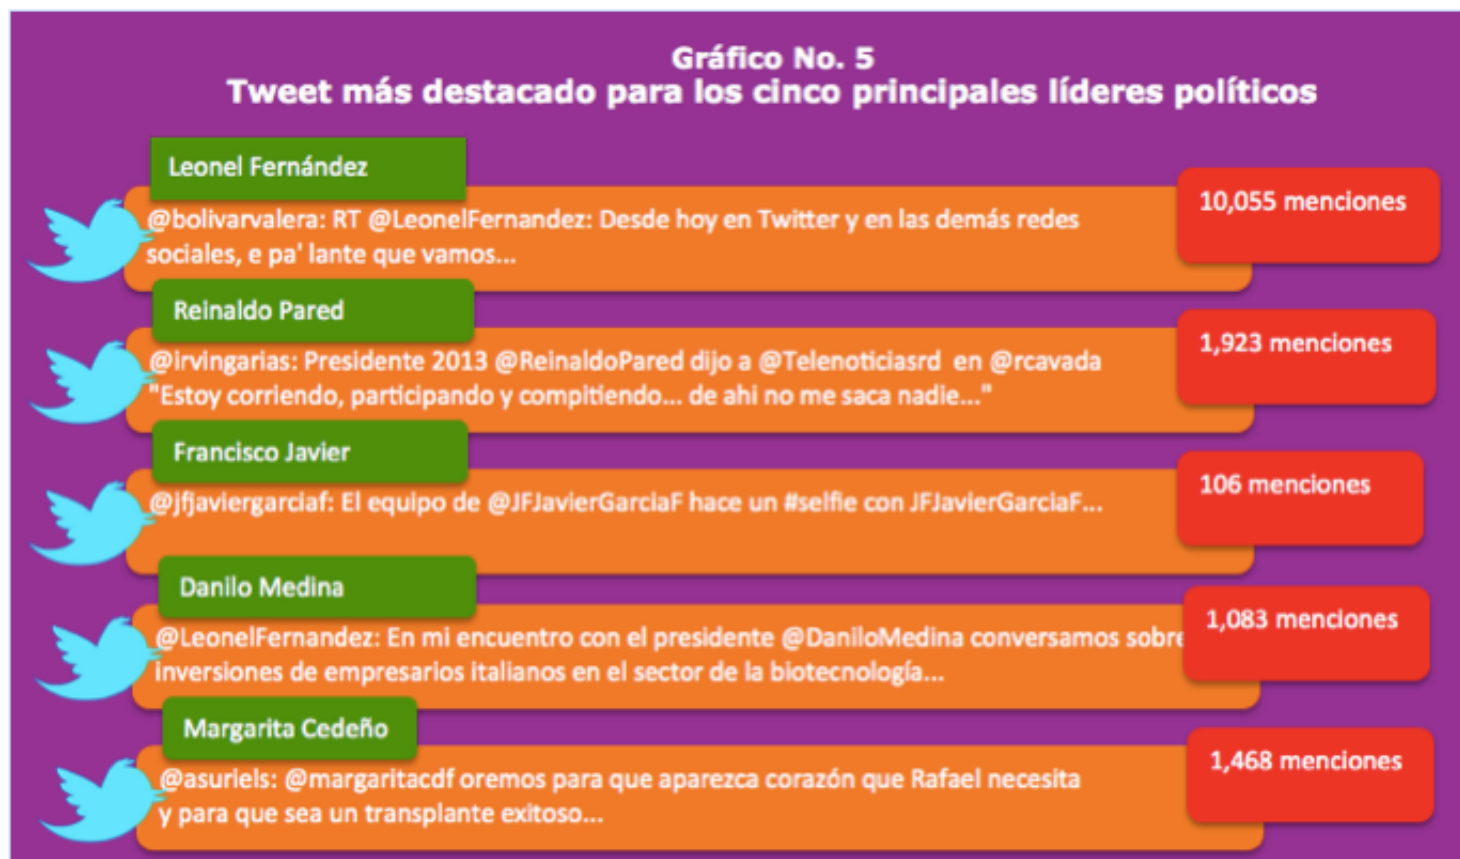 Gráfico No. 5
Tweet más destacado para los cinco principales líderes políticos
Leonel Fernández
10,055 menciones
@bolivarvalera: RT @LeonelFernandez: Desde hoy en Twitter y en las demás redes
sociales, e pa' lante que vamos...
Reinaldo Pared
1,923 menciones
@irvingarias: Presidente 2013 @ReinaldoPared dijo a @Telenoticiasrd en @rcavada
"Estoy corriendo, participando y compitiendo... de ahi no me saca nadie..."
Francisco Javier
106 menciones
@jfjaviergarciaf: El equipo de @JFJavierGarciaF hace un #selfie con JFJavierGarciaF...
Danilo Medina
1,083 menciones
@LeonelFernandez: En mi encuentro con el presidente @DaniloMedina conversamos sobre
inversiones de empresarios italianos en el sector de la biotecnología...
Margarita Cedeño
1,468 menciones
@asuriels: @margaritacdf oremos para que aparezca corazón que Rafael necesita
y para que sea un transplante exitoso...